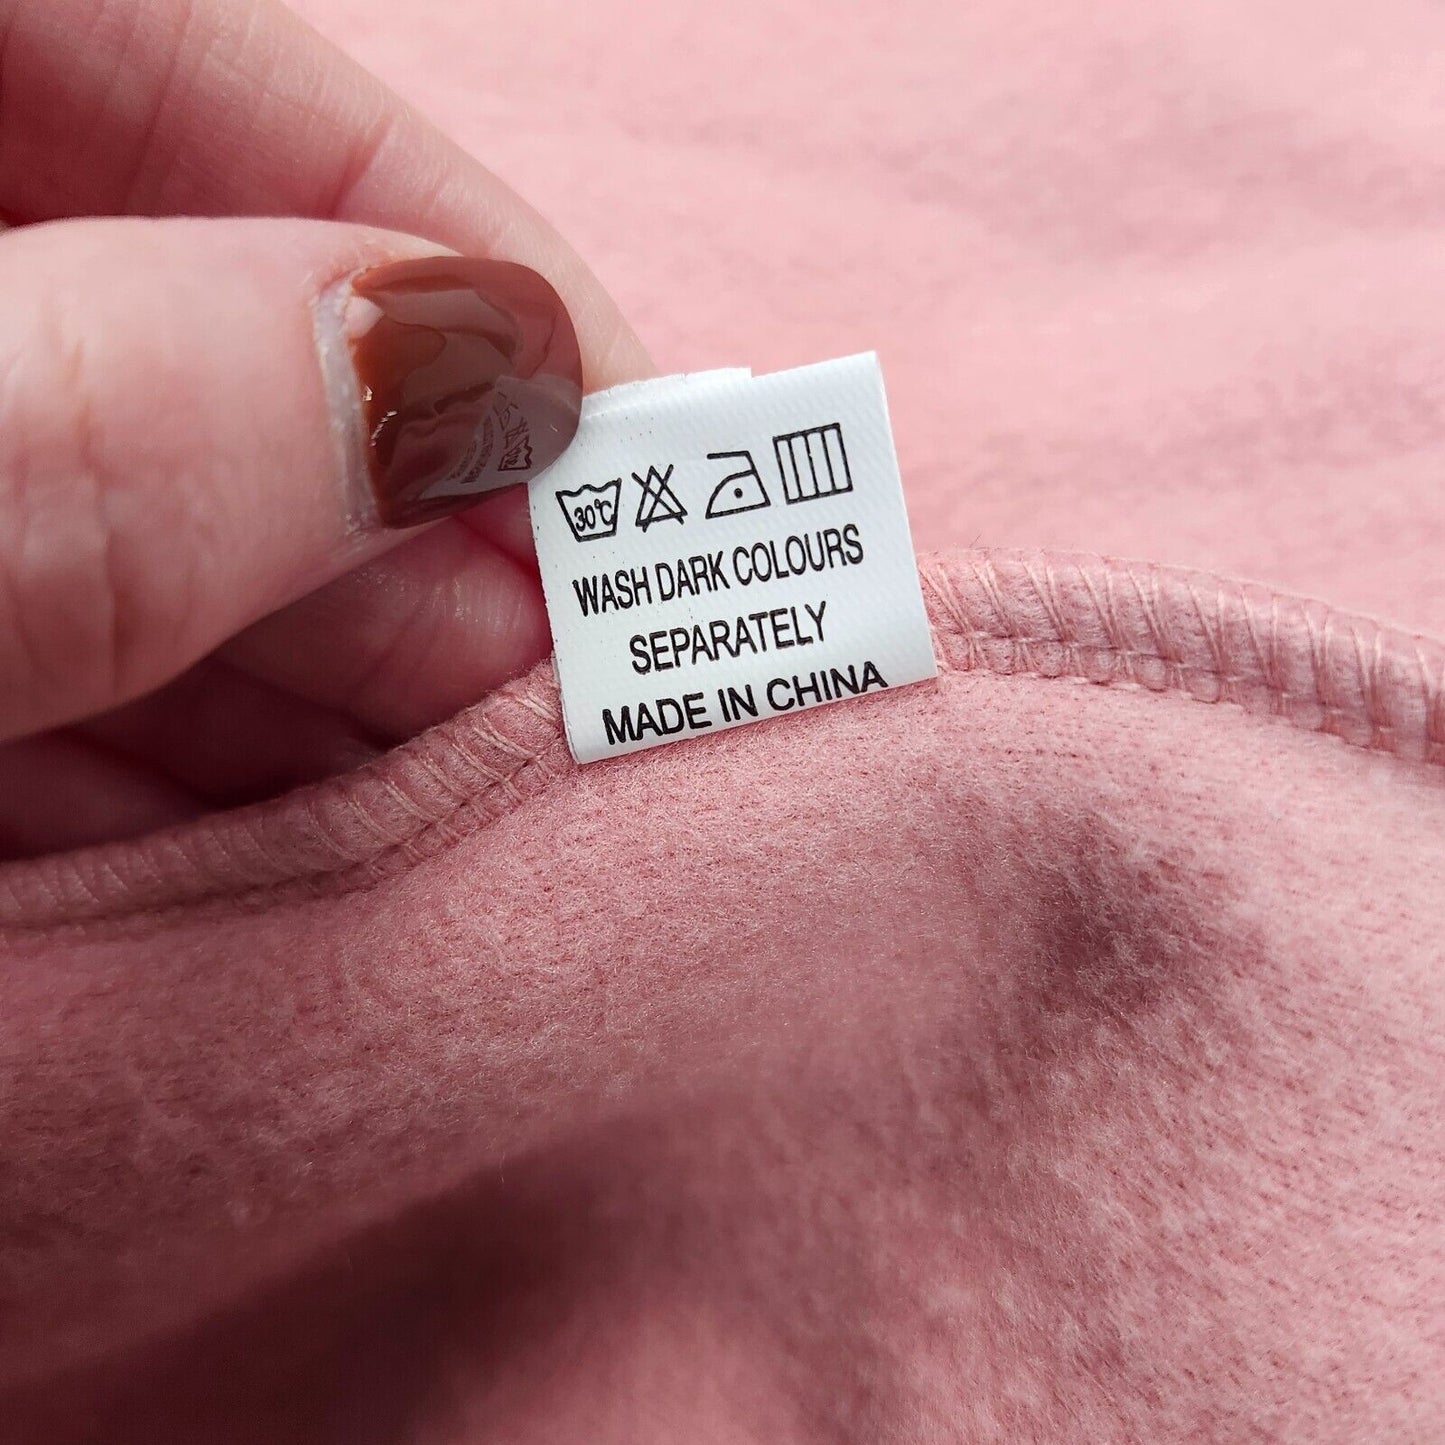 30°C
WASH DARK COLOURS
SEPARATELY
MADE IN CHINA